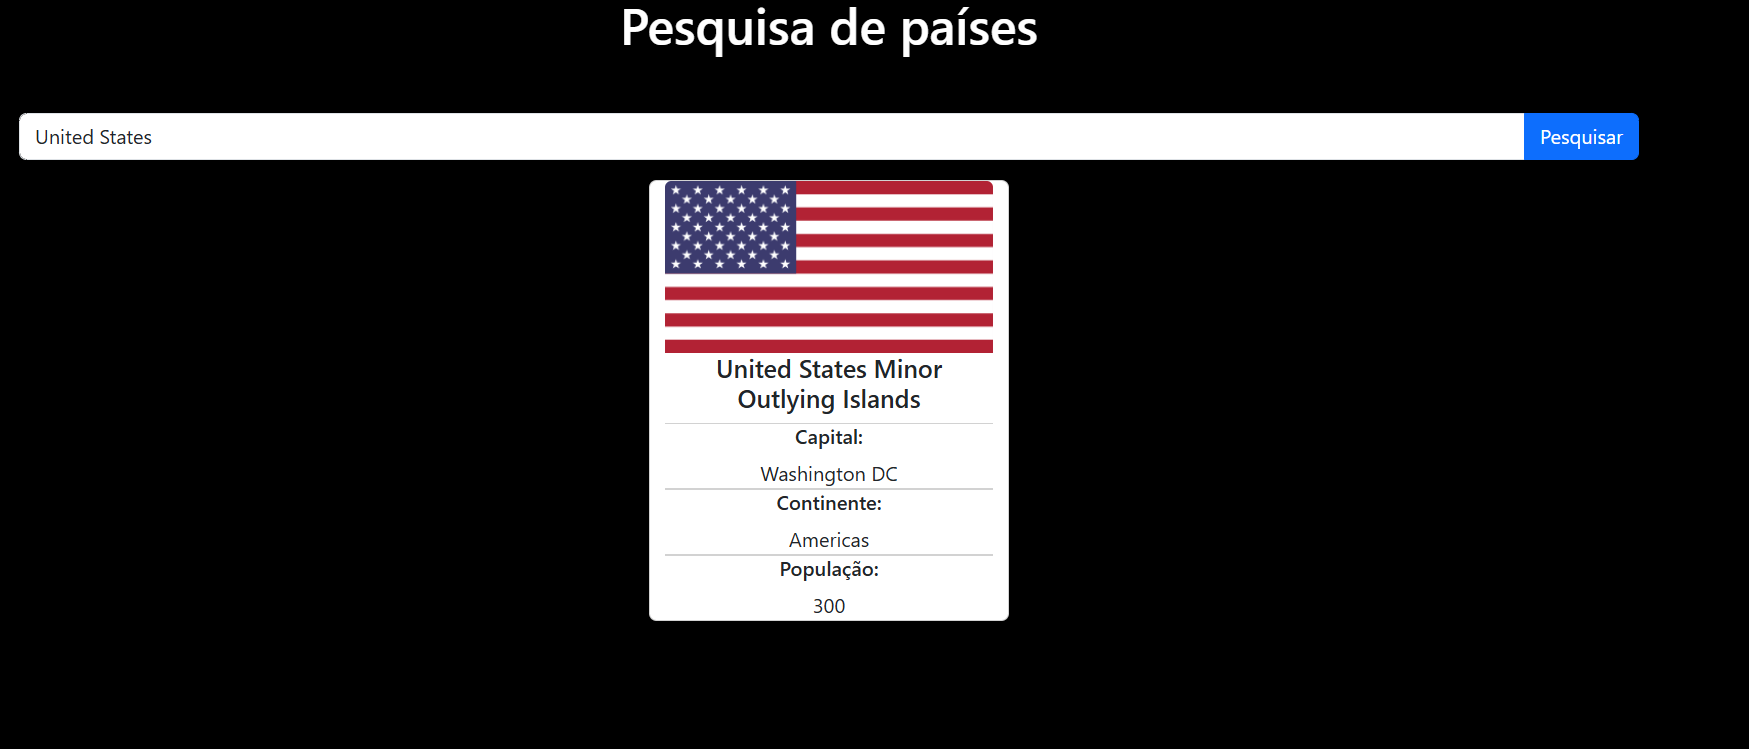 Pesquisa de países
United States
Pesquisar
United States Minor
Outlying Islands
Capital:
Washington DC
Continente:
Americas
População:
300